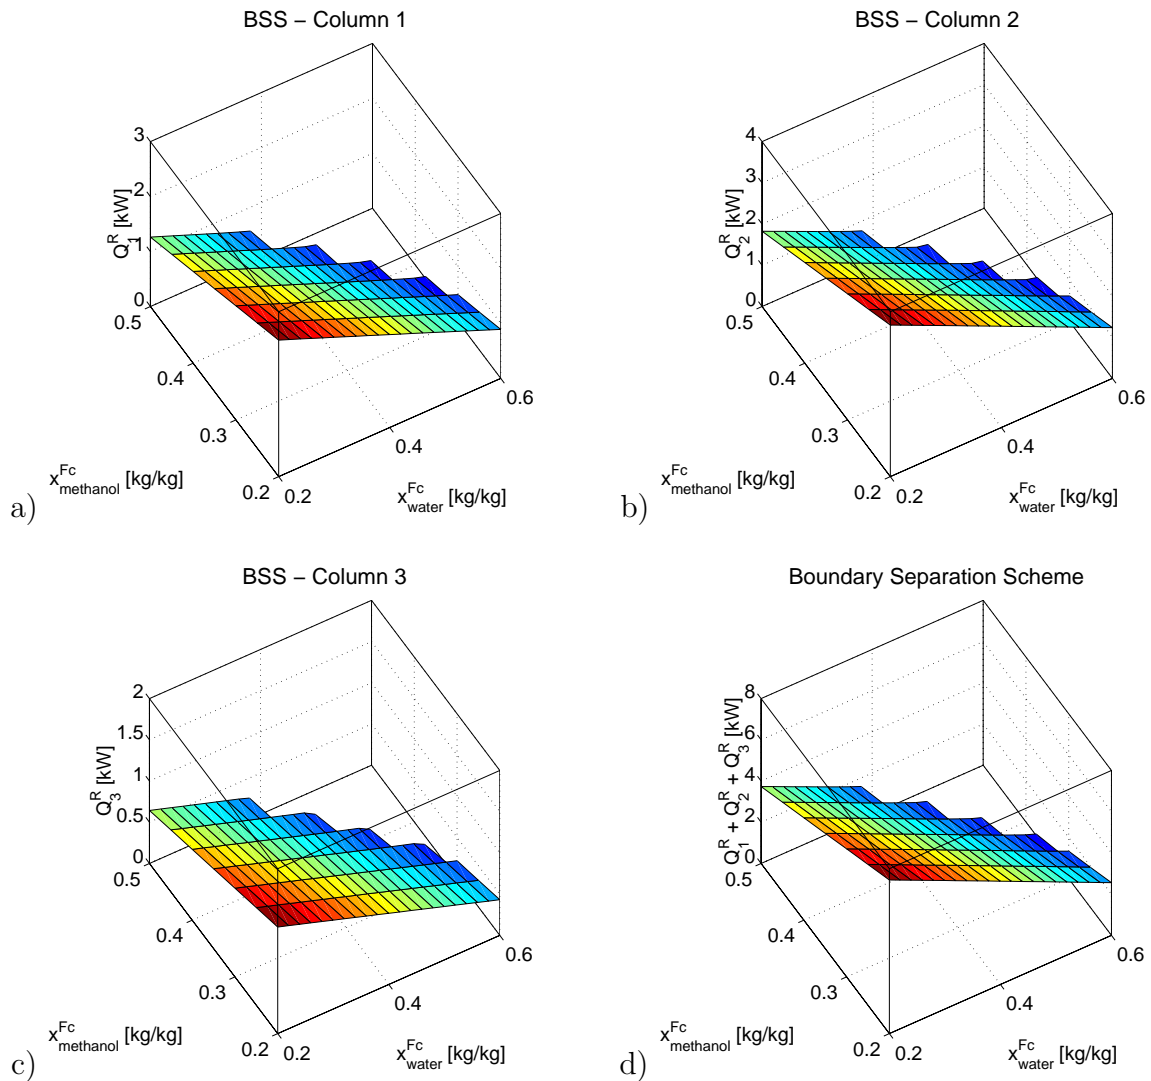 BSS – Column 1
3
2
1
0
Q_1^R [kW]
0.5
0.4
0.3
0.2
0.2
0.4
0.6
x_methanol^Fc [kg/kg]
x_water^Fc [kg/kg]
a)
BSS – Column 2
4
3
2
1
0
Q_2^R [kW]
0.5
0.4
0.3
0.2
0.2
0.4
0.6
x_methanol^Fc [kg/kg]
x_water^Fc [kg/kg]
b)
BSS – Column 3
2
1.5
1
0.5
0
Q_3^R [kW]
0.5
0.4
0.3
0.2
0.2
0.4
0.6
x_methanol^Fc [kg/kg]
x_water^Fc [kg/kg]
c)
Boundary Separation Scheme
8
6
4
2
0
Q_1^R + Q_2^R + Q_3^R [kW]
0.5
0.4
0.3
0.2
0.2
0.4
0.6
x_methanol^Fc [kg/kg]
x_water^Fc [kg/kg]
d)